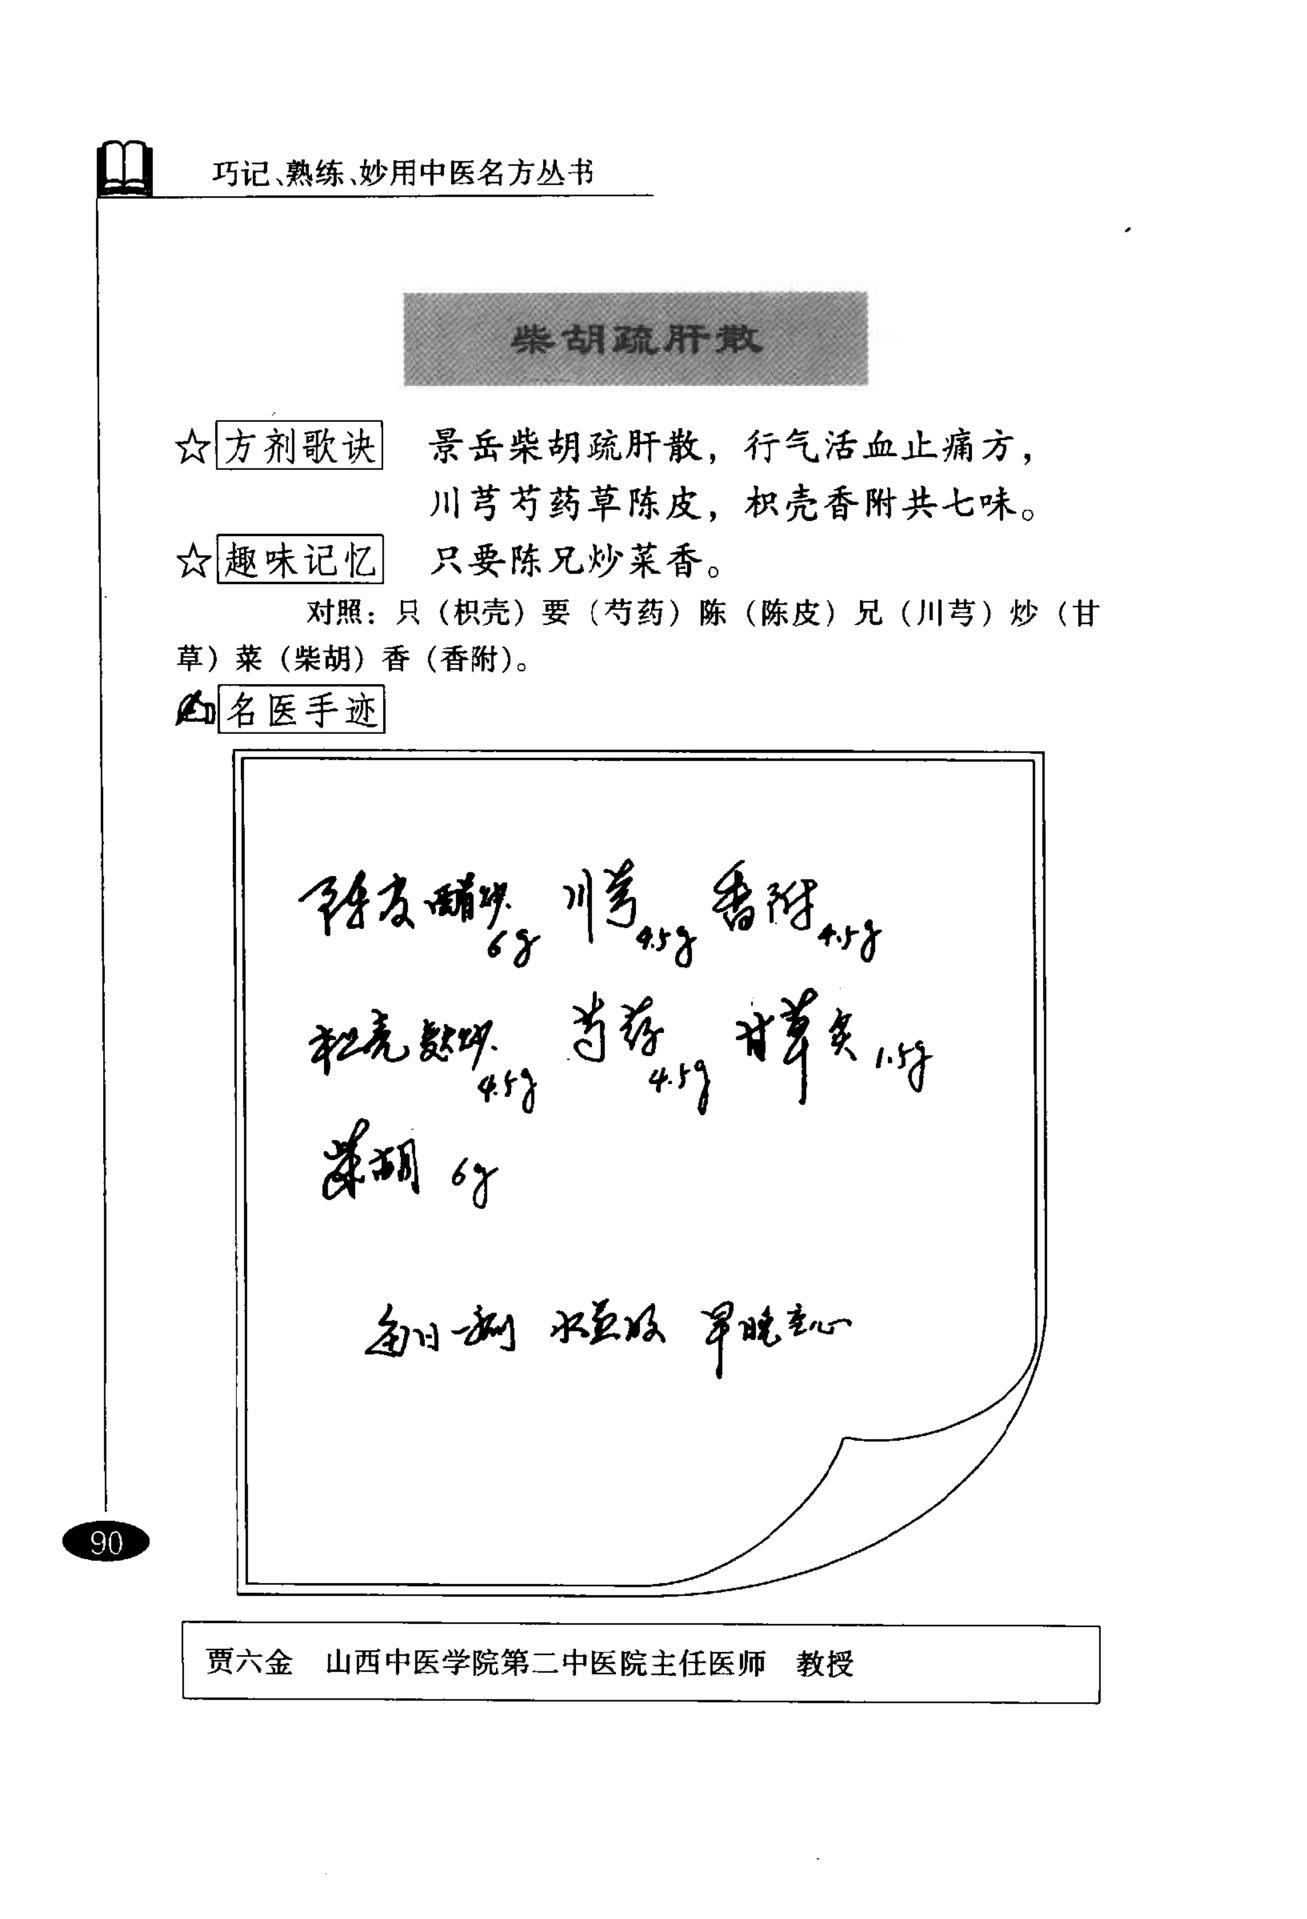 巧记、熟练、妙用中医名方丛书
柴胡疏肝散
☆方剂歌诀 景岳柴胡疏肝散，行气活血止痛方，
川芎芍药草陈皮，枳壳香附共七味。
☆趣味记忆 只要陈兄炒菜香。
对照：只（枳壳）要（芍药）陈（陈皮）兄（川芎）炒（甘
草）菜（柴胡）香（香附）。
名医手迹
陈皮醋炒 6g 川芎 4.5g 香附 4.5g
枳壳麸炒 4.5g 芍药 4.5g 甘草炙 1.5g
柴胡 6g
每日一剂 水煎服 早晚空心
90
贾六金 山西中医学院第二中医院主任医师 教授